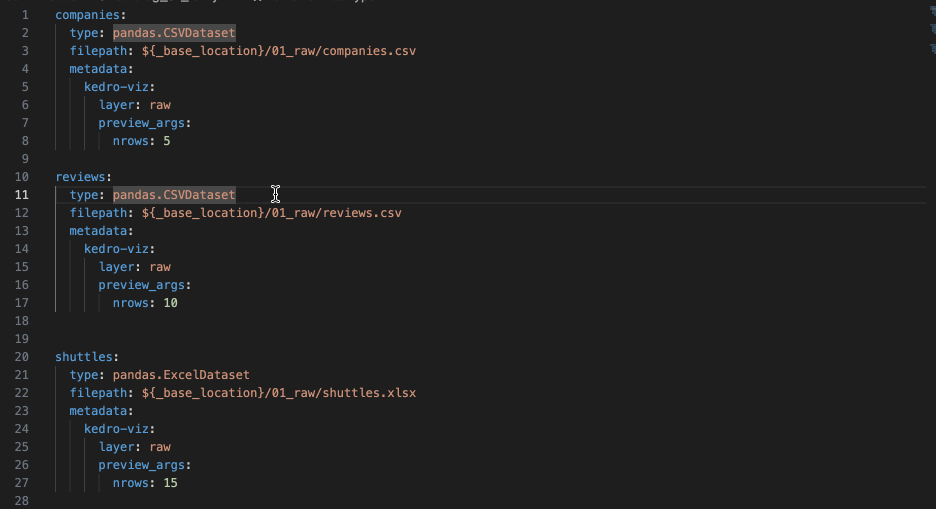 1 companies:
2 type: pandas.CSVDataset
3 filepath: ${_base_location}/01_raw/companies.csv
4 metadata:
5 kedro-viz:
6 layer: raw
7 preview_args:
8 nrows: 5
9
10 reviews:
11 type: pandas.CSVDataset
12 filepath: ${_base_location}/01_raw/reviews.csv
13 metadata:
14 kedro-viz:
15 layer: raw
16 preview_args:
17 nrows: 10
18
19
20 shuttles:
21 type: pandas.ExcelDataset
22 filepath: ${_base_location}/01_raw/shuttles.xlsx
23 metadata:
24 kedro-viz:
25 layer: raw
26 preview_args:
27 nrows: 15
28